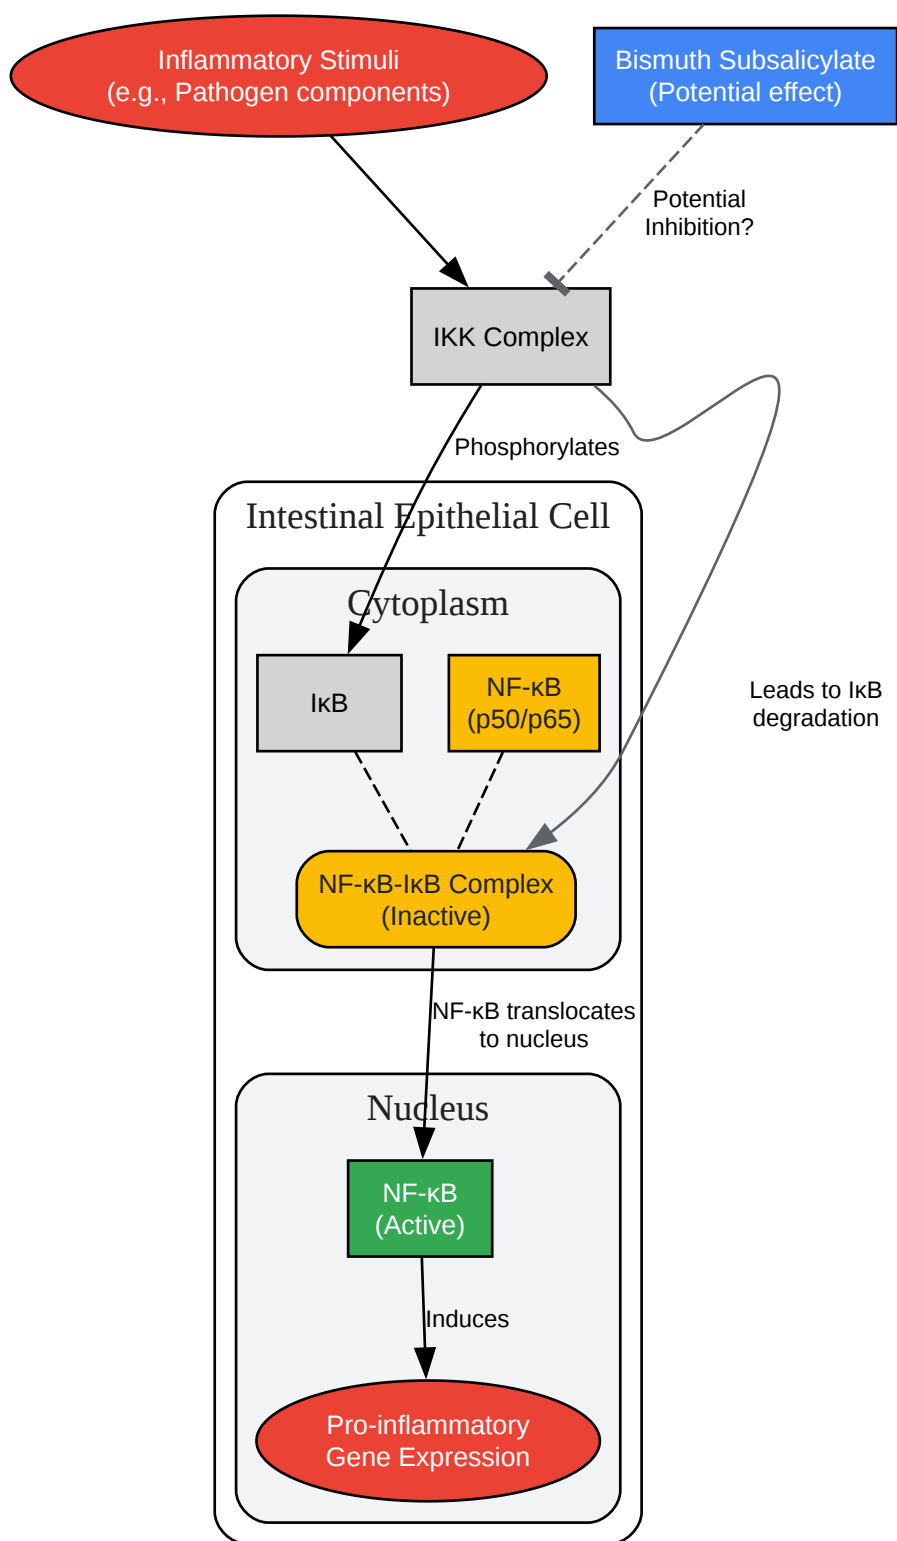 Inflammatory Stimuli
(e.g., Pathogen components)
Bismuth Subsalicylate
(Potential effect)
Potential
Inhibition?
IKK Complex
Phosphorylates
Intestinal Epithelial Cell
Cytoplasm
IκB
NF-κB
(p50/p65)
Leads to IκB
degradation
NF-κB-IκB Complex
(Inactive)
NF-κB translocates
to nucleus
Nucleus
NF-κB
(Active)
Induces
Pro-inflammatory
Gene Expression